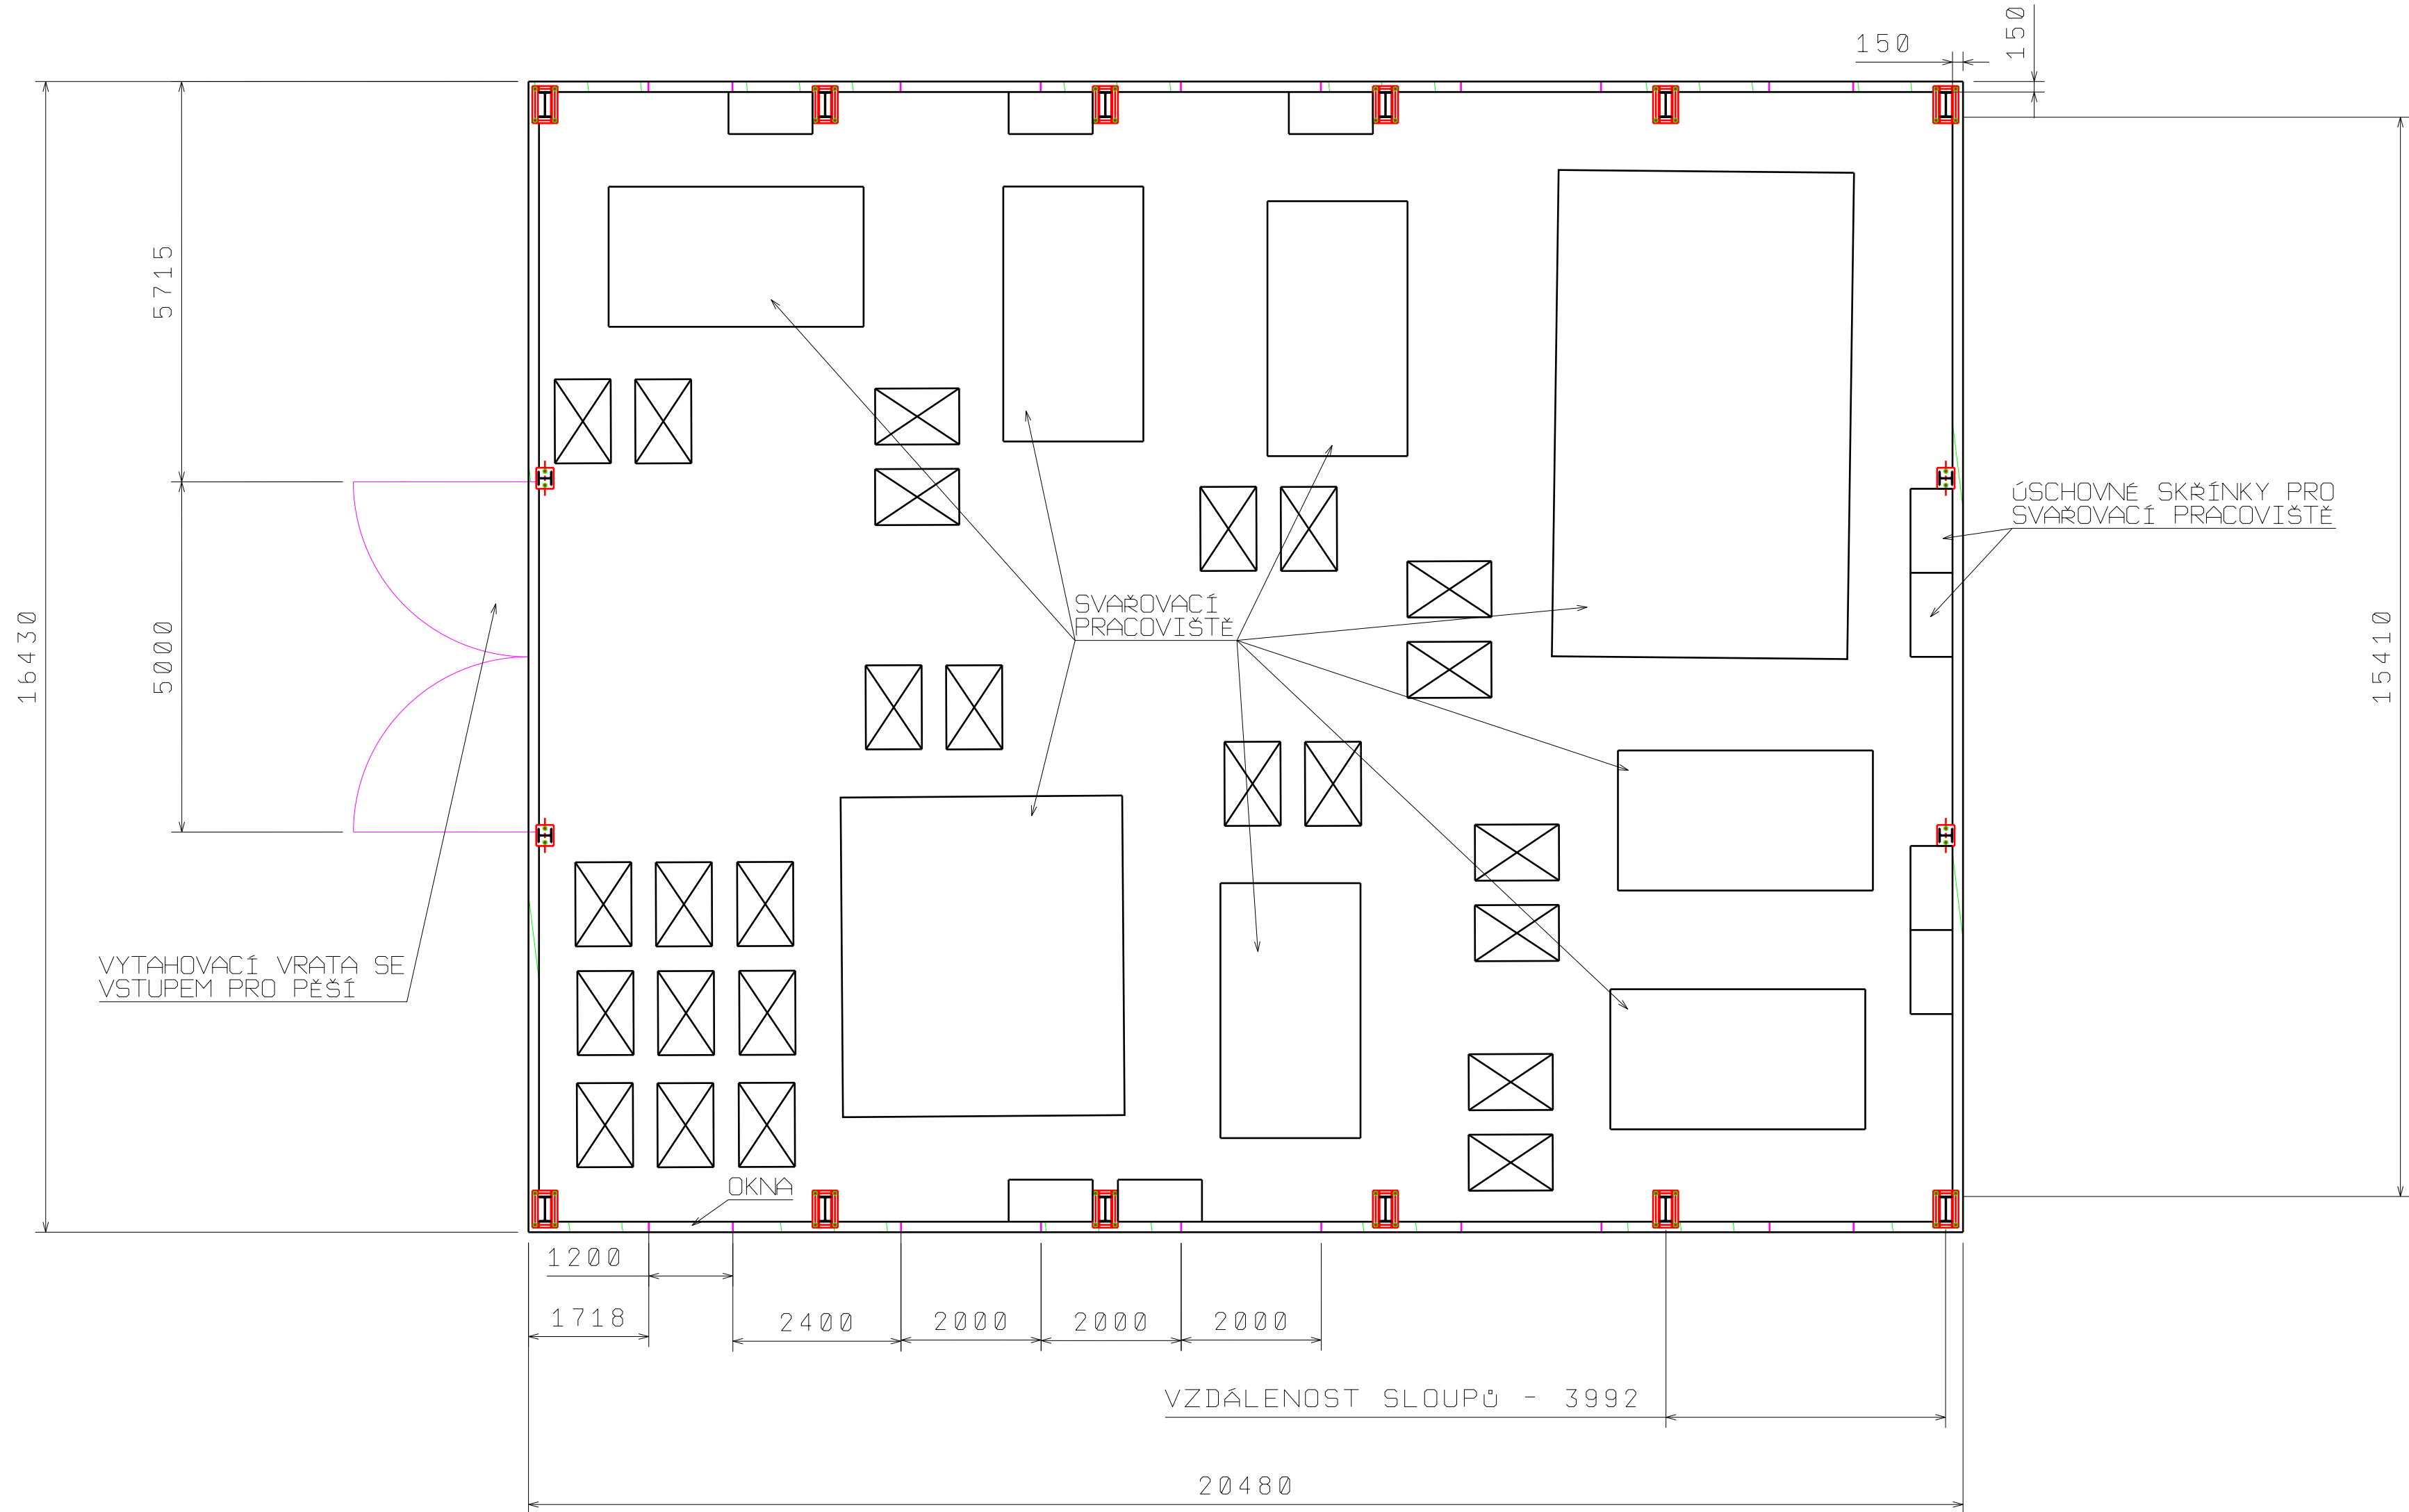 150
150
5715
ÚSCHOVNÉ SKŘÍNKY PRO
SVAŘOVACÍ PRACOVIŠTĚ
SVAŘOVACÍ
PRACOVIŠTĚ
16430
5000
15410
VYTAHOVACÍ VRATA SE
VSTUPEM PRO PĚŠÍ
OKNA
1200
1718
2400
2000
2000
2000
VZDÁLENOST SLOUPů - 3992
20480